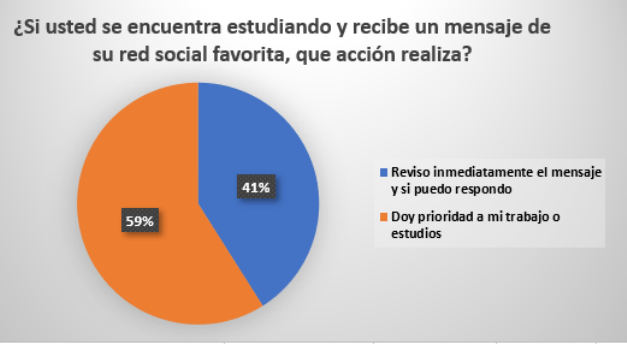 ¿Si usted se encuentra estudiando y recibe un mensaje de
su red social favorita, que acción realiza?
41%
59%
Reviso inmediatamente el mensaje
y si puedo respondo
Doy prioridad a mi trabajo o
estudios